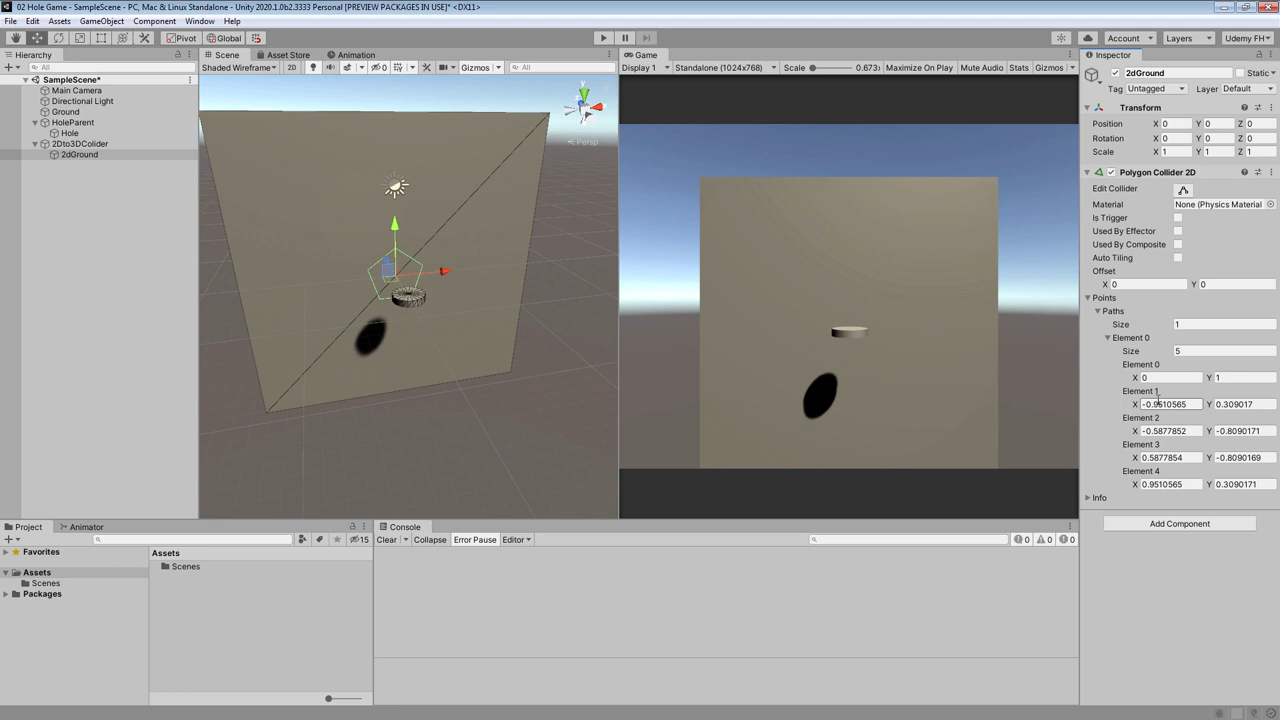 02 Hole Game - SampleScene - PC, Mac & Linux Standalone - Unity 2020.1.0b2.3333 Personal [PREVIEW PACKAGES IN USE]* <DX11>
File Edit Assets GameObject Component Window Help
Pivot Global Account Layers Udemy FH
Hierarchy
All
SampleScene*
Main Camera
Directional Light
Ground
HoleParent
Hole
2Dto3DColider
2dGround
Scene Asset Store Animation
Shaded Wireframe 2D 0 Gizmos All
y
Persp
Game
Display 1 Standalone (1024x768) Scale 0.673x Maximize On Play Mute Audio Stats Gizmos
Inspector
2dGround Static
Tag Untagged Layer Default
Transform
Position X 0 Y 0 Z 0
Rotation X 0 Y 0 Z 0
Scale X 1 Y 1 Z 1
Polygon Collider 2D
Edit Collider
Material None (Physics Material
Is Trigger
Used By Effector
Used By Composite
Auto Tiling
Offset
X 0 Y 0
Points
Paths
Size 1
Element 0
Size 5
Element 0
X 0 Y 1
Element 1
X -0.9510565 Y 0.309017
Element 2
X -0.5877852 Y -0.8090171
Element 3
X 0.5877854 Y -0.8090169
Element 4
X 0.9510565 Y 0.3090171
Info
Add Component
Project Animator
15
Favorites
Assets
Scenes
Packages
Assets
Scenes
Console
Clear Collapse Error Pause Editor 0 0 0